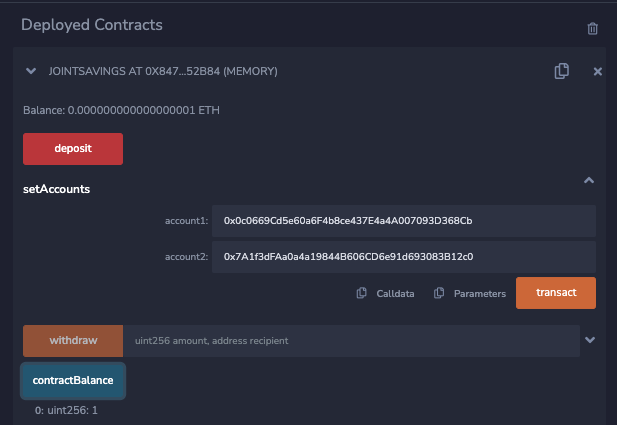 Deployed Contracts
JOINTSAVINGS AT 0X847...52B84 (MEMORY)
Balance: 0.000000000000000001 ETH
deposit
setAccounts
account1: 0x0c0669Cd5e60a6F4b8ce437E4a4A007093D368Cb
account2: 0x7A1f3dFAa0a4a19844B606CD6e91d693083B12c0
Calldata Parameters transact
withdraw uint256 amount, address recipient
contractBalance
0: uint256: 1